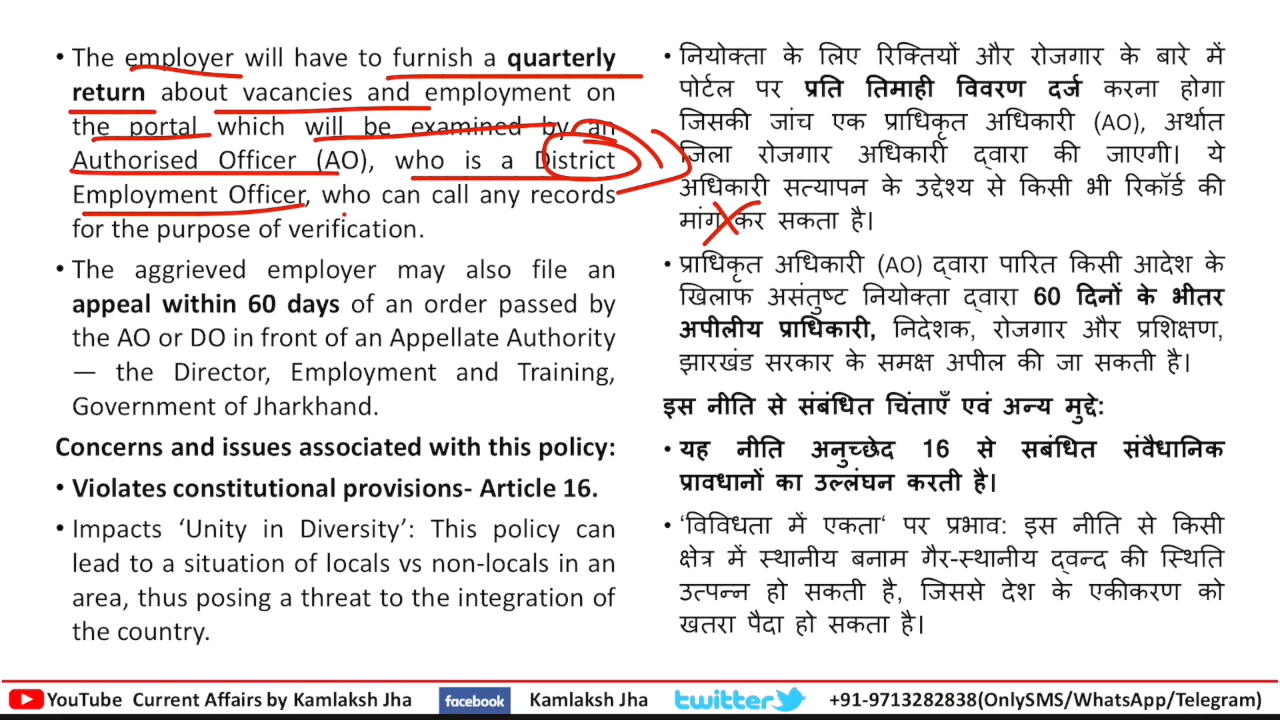 • The employer will have to furnish a quarterly
return about vacancies and employment on
the portal which will be examined by an
Authorised Officer (AO), who is a District
Employment Officer, who can call any records
for the purpose of verification.
• The aggrieved employer may also file an
appeal within 60 days of an order passed by
the AO or DO in front of an Appellate Authority
— the Director, Employment and Training,
Government of Jharkhand.
Concerns and issues associated with this policy:
• Violates constitutional provisions- Article 16.
• Impacts ‘Unity in Diversity’: This policy can
lead to a situation of locals vs non-locals in an
area, thus posing a threat to the integration of
the country.
• नियोक्ता के लिए रिक्तियों और रोजगार के बारे में
पोर्टल पर प्रति तिमाही विवरण दर्ज करना होगा
जिसकी जांच एक प्राधिकृत अधिकारी (AO), अर्थात
जिला रोजगार अधिकारी द्वारा की जाएगी। ये
अधिकारी सत्यापन के उद्देश्य से किसी भी रिकॉर्ड की
मांग कर सकता है।
• प्राधिकृत अधिकारी (AO) द्वारा पारित किसी आदेश के
खिलाफ असंतुष्ट नियोक्ता द्वारा 60 दिनों के भीतर
अपीलीय प्राधिकारी, निदेशक, रोजगार और प्रशिक्षण,
झारखंड सरकार के समक्ष अपील की जा सकती है।
इस नीति से संबंधित चिंताएँ एवं अन्य मुद्दे:
• यह नीति अनुच्छेद 16 से सबंधित संवैधानिक
प्रावधानों का उल्लंघन करती है।
• ‘विविधता में एकता‘ पर प्रभाव: इस नीति से किसी
क्षेत्र में स्थानीय बनाम गैर-स्थानीय द्वन्द की स्थिति
उत्पन्न हो सकती है, जिससे देश के एकीकरण को
खतरा पैदा हो सकता है।
YouTube Current Affairs by Kamlaksh Jha facebook Kamlaksh Jha twitter +91-9713282838(OnlySMS/WhatsApp/Telegram)